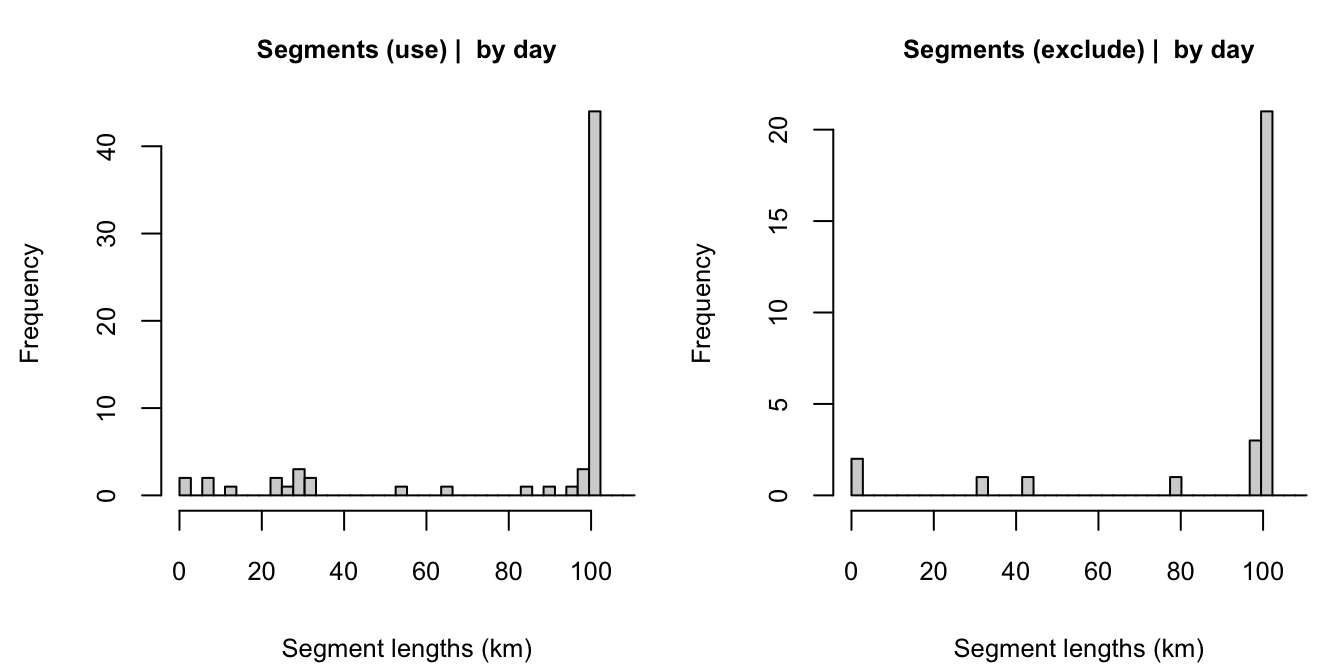 Segments (use) |  by day
Frequency
0 10 20 30 40
0 20 40 60 80 100
Segment lengths (km)
Segments (exclude) |  by day
Frequency
0 5 10 15 20
0 20 40 60 80 100
Segment lengths (km)